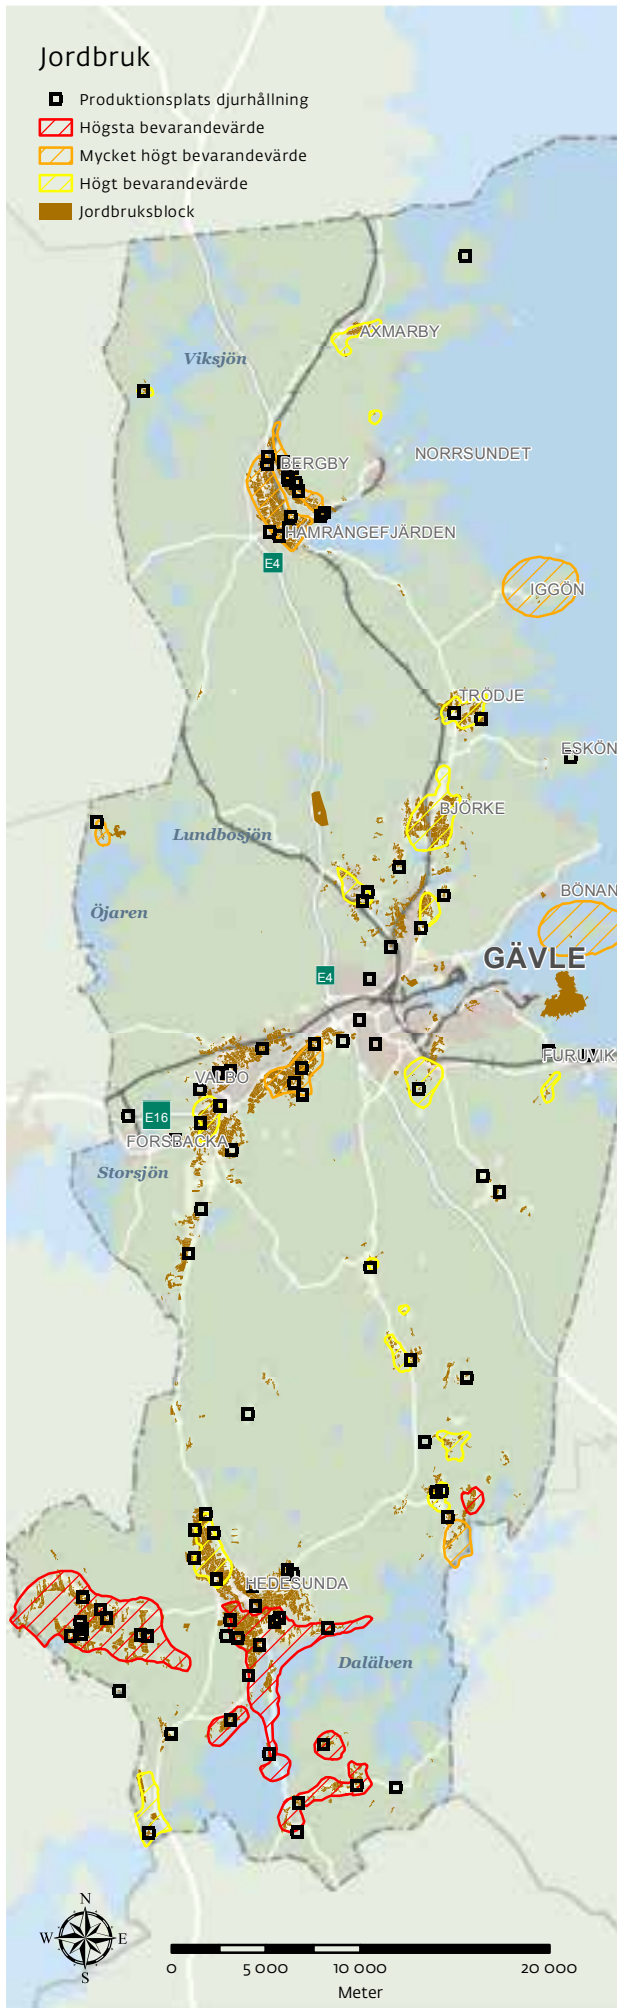 Jordbruk
Produktionsplats djurhållning
Högsta bevarandevärde
Mycket högt bevarandevärde
Högt bevarandevärde
Jordbruksblock
AXMARBY
Viksjön
NORRSUNDET
BERGBY
HAMRÅNGEFJÄRDEN
E4
IGGÖN
TRÖDJE
ESKÖN
BJÖRKE
Lundbosjön
BÖNAN
Öjaren
GÄVLE
E4
FURUVIK
VALBO
E16
FORSBACKA
Storsjön
HEDESUNDA
Dalälven
N
W E
S
0 5 000 10 000 20 000
Meter